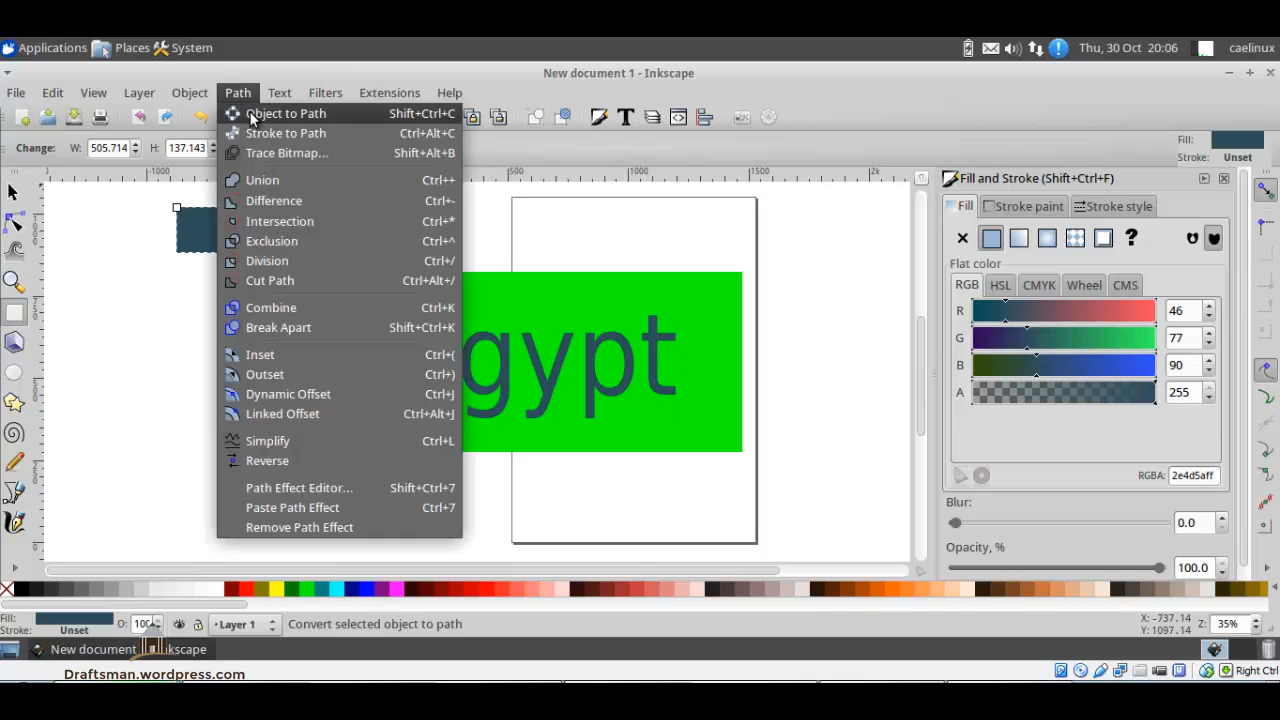 Applications Places System
Thu, 30 Oct 20:06 caelinux
New document 1 - Inkscape
File Edit View Layer Object Path Text Filters Extensions Help
Change: W: 505.714 H: 137.143
Fill:
Stroke: Unset
Object to Path Shift+Ctrl+C
Stroke to Path Ctrl+Alt+C
Trace Bitmap... Shift+Alt+B
Union Ctrl++
Difference Ctrl+-
Intersection Ctrl+*
Exclusion Ctrl+^
Division Ctrl+/
Cut Path Ctrl+Alt+/
Combine Ctrl+K
Break Apart Shift+Ctrl+K
Inset Ctrl+(
Outset Ctrl+)
Dynamic Offset Ctrl+J
Linked Offset Ctrl+Alt+J
Simplify Ctrl+L
Reverse
Path Effect Editor... Shift+Ctrl+7
Paste Path Effect Ctrl+7
Remove Path Effect
-1000 500 1000 1500 2k
gypt
Fill and Stroke (Shift+Ctrl+F)
Fill Stroke paint Stroke style
?
Flat color
RGB HSL CMYK Wheel CMS
R 46
G 77
B 90
A 255
RGBA: 2e4d5aff
Blur:
0.0
Opacity, %
100.0
Fill:
Stroke: Unset
O: 100
Layer 1
Convert selected object to path
X: -737.14
Y: 1097.14
Z: 35%
New document kscape
Right Ctrl
Draftsman.wordpress.com